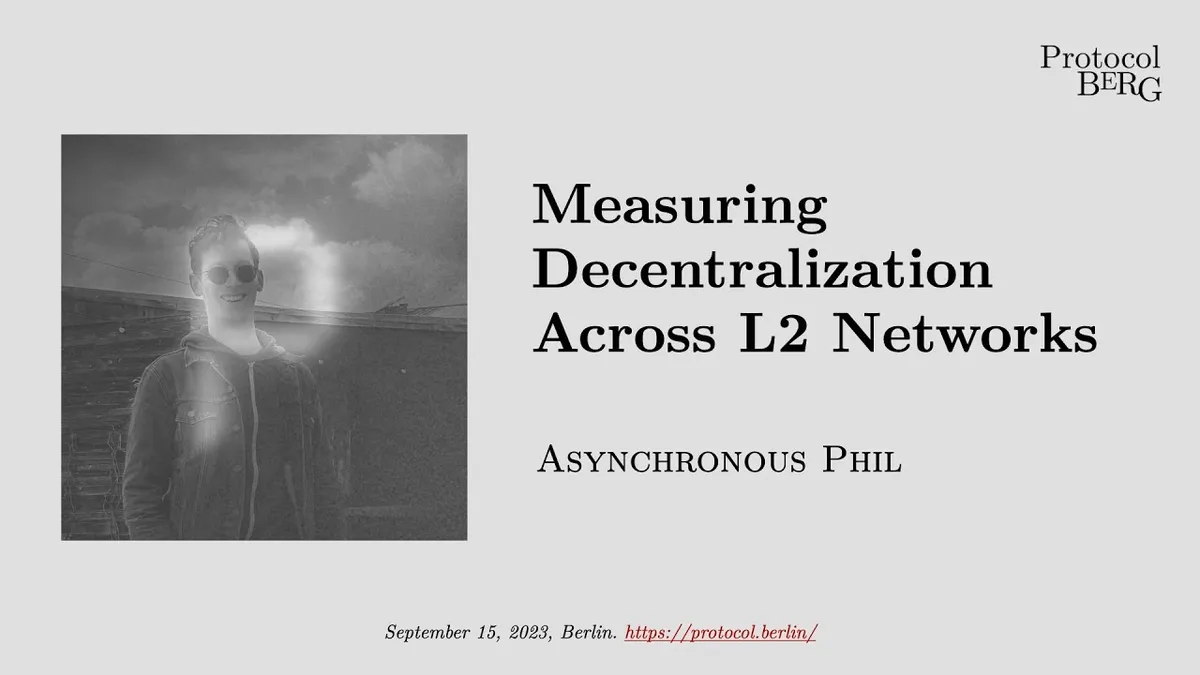 Protocol
BERG
Measuring
Decentralization
Across L2 Networks
Asynchronous Phil
September 15, 2023, Berlin. https://protocol.berlin/